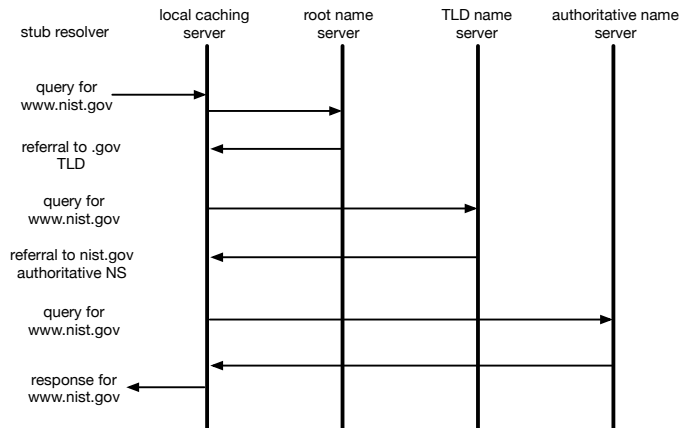 stub resolver
local caching
server
root name
server
TLD name
server
authoritative name
server
query for
www.nist.gov
referral to .gov
TLD
query for
www.nist.gov
referral to nist.gov
authoritative NS
query for
www.nist.gov
response for
www.nist.gov